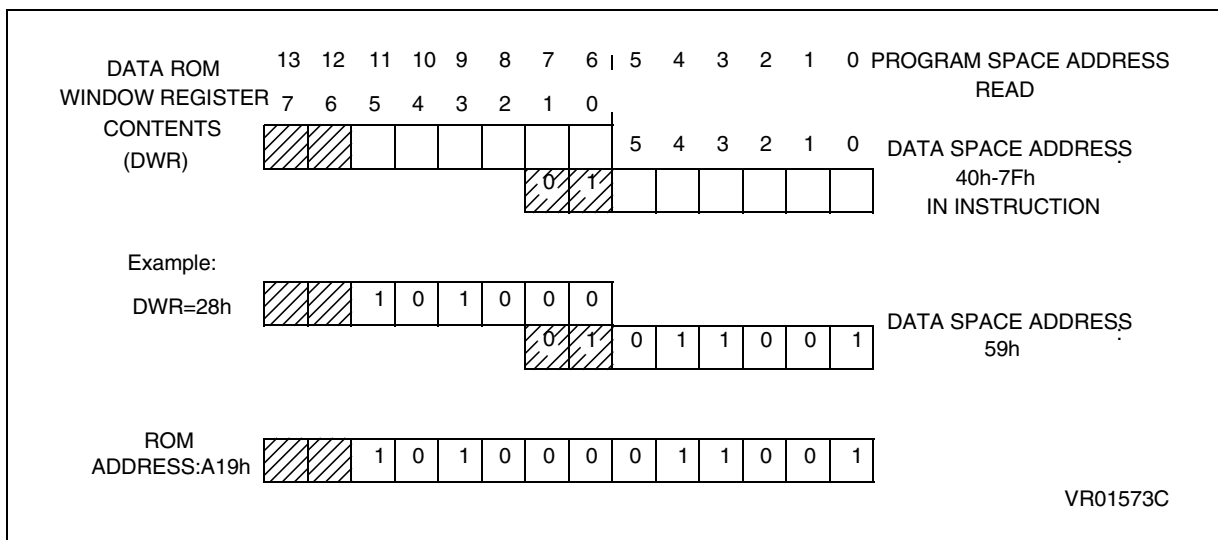 13 12 11 10 9 8 7 6 5 4 3 2 1 0 PROGRAM SPACE ADDRESS
READ
DATA ROM
WINDOW REGISTER 7 6 5 4 3 2 1 0
CONTENTS
(DWR)
5 4 3 2 1 0 DATA SPACE ADDRESS
:
0 1 40h-7Fh
IN INSTRUCTION
Example:
DWR=28h 1 0 1 0 0 0
DATA SPACE ADDRESS
:
0 1 0 1 1 0 0 1 59h
ROM
ADDRESS:A19h 1 0 1 0 0 0 0 1 1 0 0 1
VR01573C